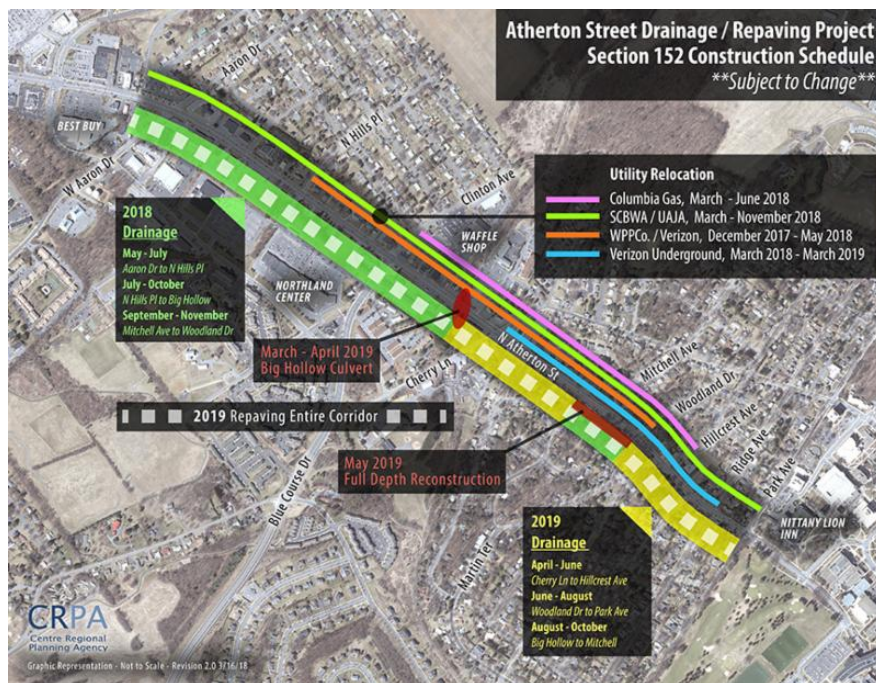 Atherton Street Drainage / Repaving Project
Section 152 Construction Schedule
**Subject to Change**
Aaron Dr
BEST BUY
N Hills Pl
W Aaron Dr
Clinton Ave
Utility Relocation
Columbia Gas, March - June 2018
SCBWA / UAJA, March - November 2018
WPPCo. / Verizon, December 2017 - May 2018
Verizon Underground, March 2018 - March 2019
2018
Drainage
May - July
Aaron Dr to N Hills Pl
July - October
N Hills Pl to Big Hollow
September - November
Mitchell Ave to Woodland Dr
WAFFLE
SHOP
NORTHLAND
CENTER
March - April 2019
Big Hollow Culvert
Cherry Ln
N Atherton St
Mitchell Ave
Woodland Dr
Hillcrest Ave
Ridge Ave
Park Ave
2019 Repaving Entire Corridor
May 2019
Full Depth Reconstruction
Blue Course Dr
Martin Ter
NITTANY LION
INN
2019
Drainage
April - June
Cherry Ln to Hillcrest Ave
June - August
Woodland Dr to Park Ave
August - October
Big Hollow to Mitchell
CRPA
Centre Regional
Planning Agency
Graphic Representation - Not to Scale - Revision 2.0 3/16/18